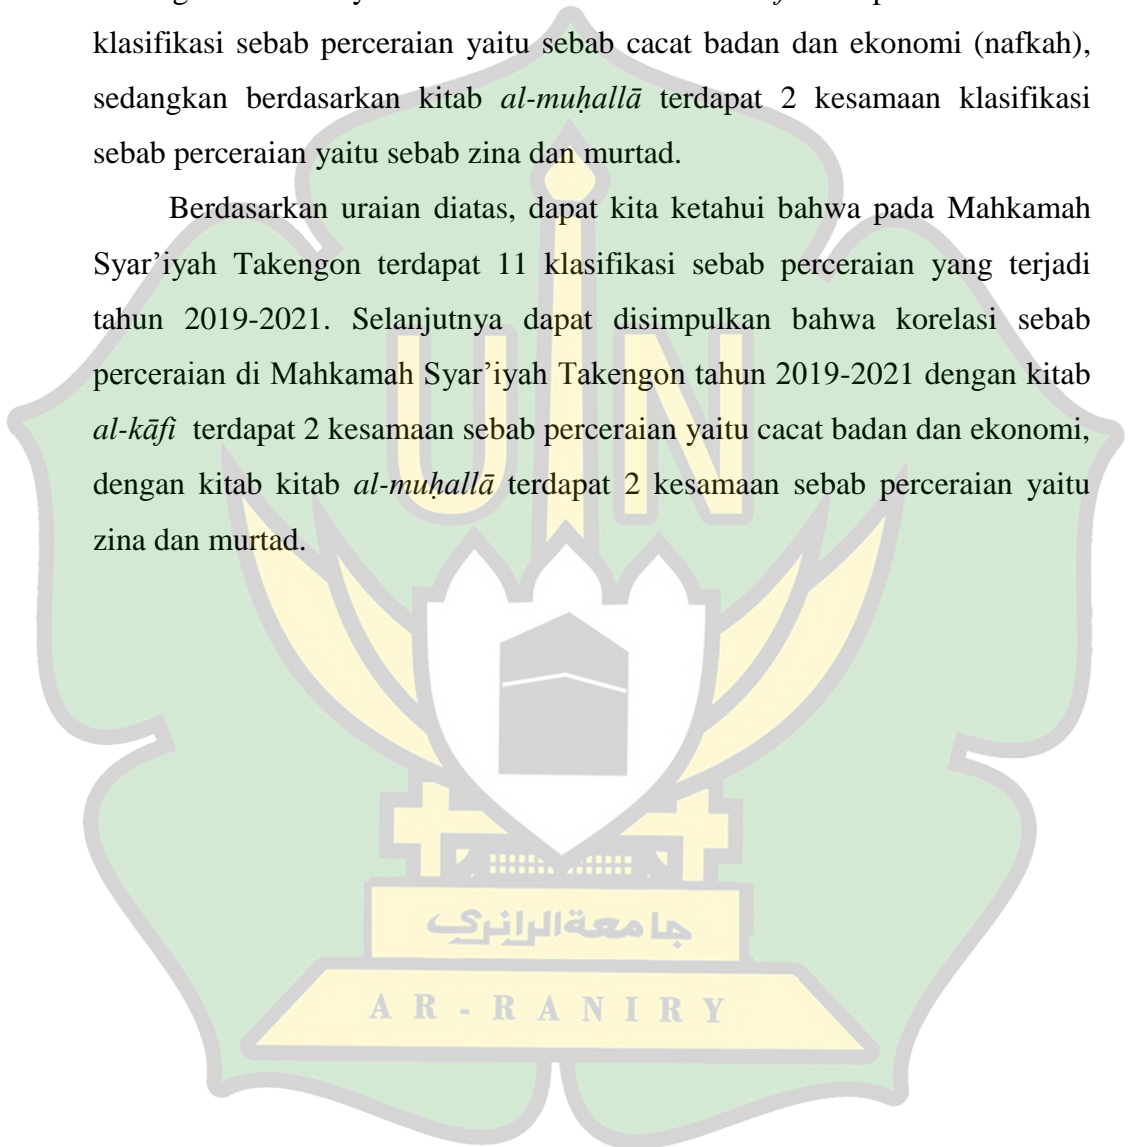 klasifikasi sebab perceraian yaitu sebab cacat badan dan ekonomi (nafkah),
sedangkan berdasarkan kitab al-muḥallā terdapat 2 kesamaan klasifikasi
sebab perceraian yaitu sebab zina dan murtad.
Berdasarkan uraian diatas, dapat kita ketahui bahwa pada Mahkamah
Syar’iyah Takengon terdapat 11 klasifikasi sebab perceraian yang terjadi
tahun 2019-2021. Selanjutnya dapat disimpulkan bahwa korelasi sebab
perceraian di Mahkamah Syar’iyah Takengon tahun 2019-2021 dengan kitab
al-kāfī terdapat 2 kesamaan sebab perceraian yaitu cacat badan dan ekonomi,
dengan kitab kitab al-muḥallā terdapat 2 kesamaan sebab perceraian yaitu
zina dan murtad.
UIN
جامعة الرانري
AR-RANIRY